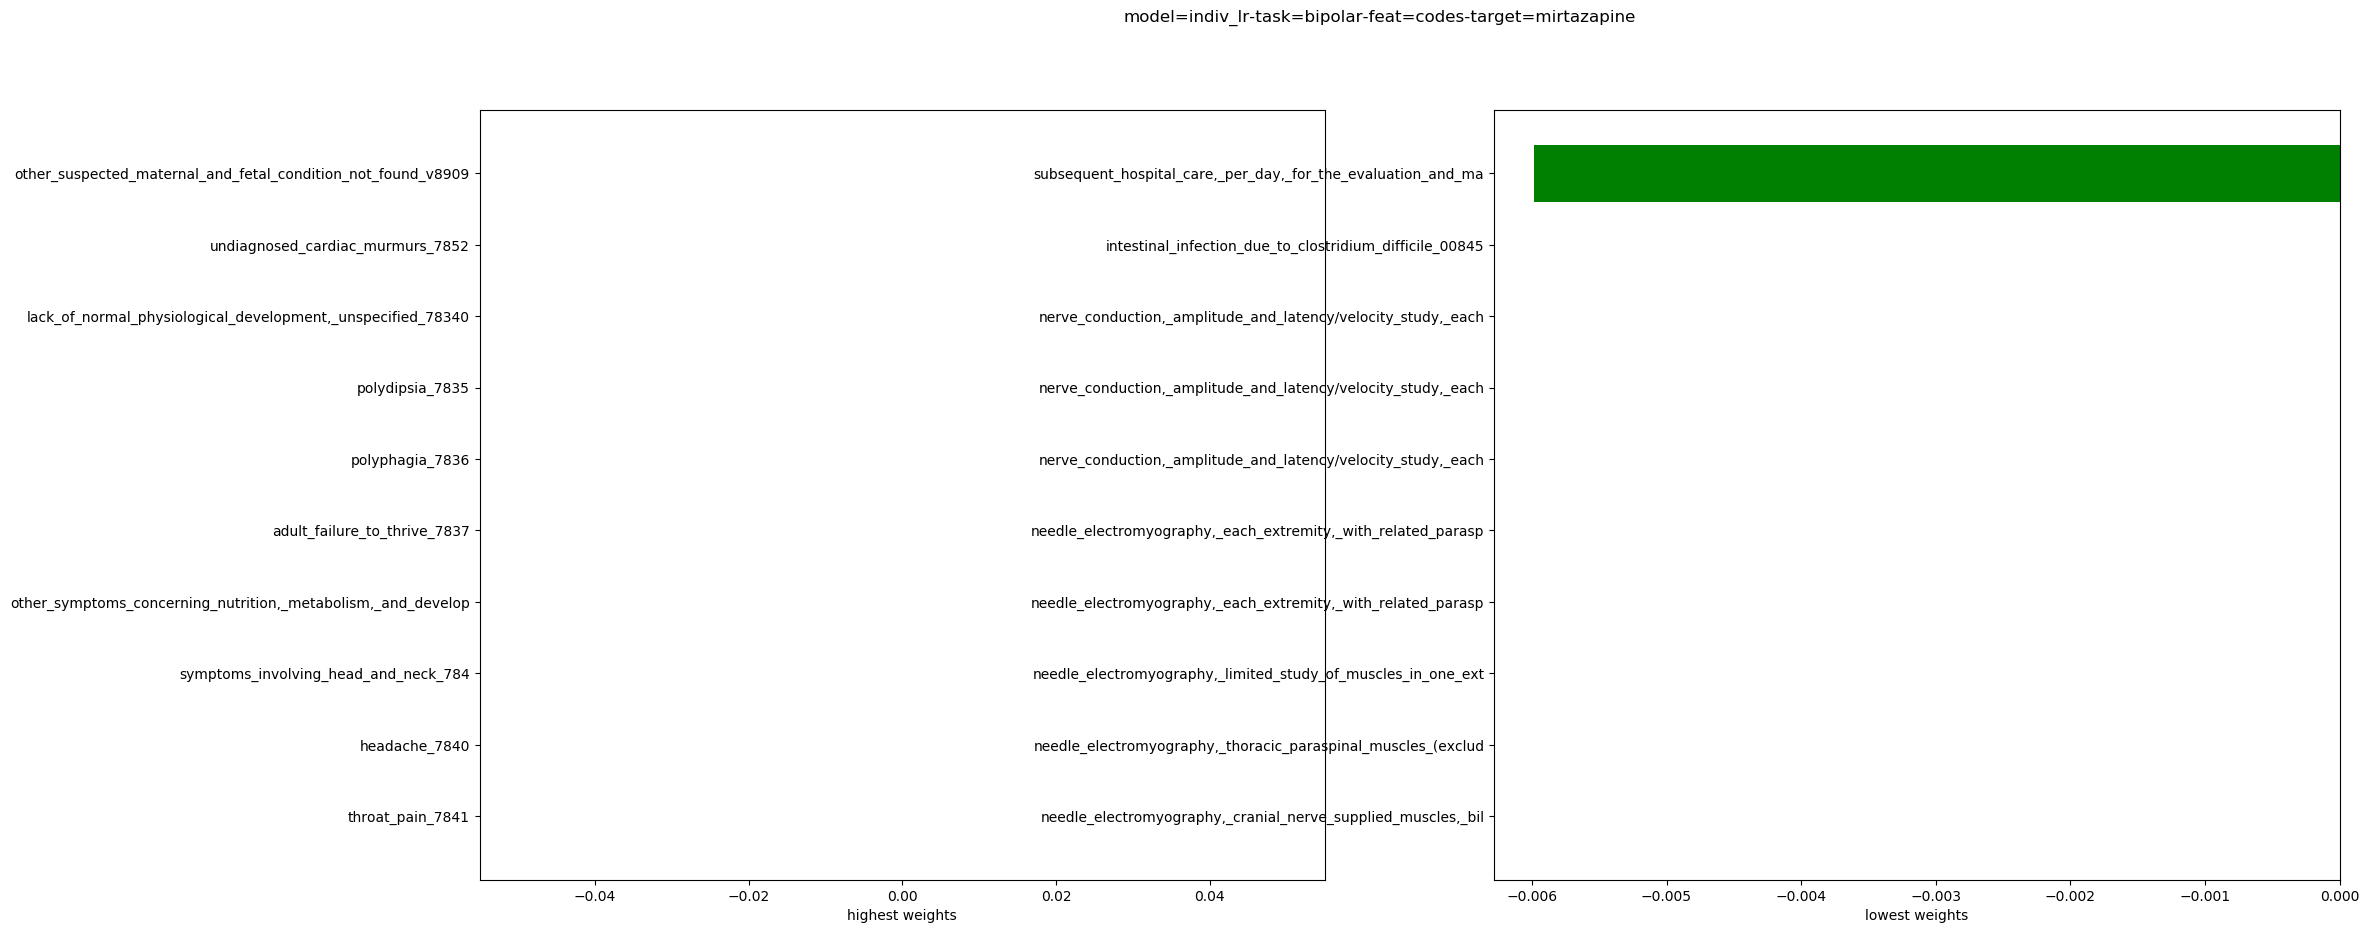 model=indiv_lr-task=bipolar-feat=codes-target=mirtazapine
other_suspected_maternal_and_fetal_condition_not_found_v8909
undiagnosed_cardiac_murmurs_7852
lack_of_normal_physiological_development,_unspecified_78340
polydipsia_7835
polyphagia_7836
adult_failure_to_thrive_7837
other_symptoms_concerning_nutrition,_metabolism,_and_develop
symptoms_involving_head_and_neck_784
headache_7840
throat_pain_7841
−0.04 −0.02 0.00 0.02 0.04
highest weights
subsequent_hospital_care,_per_day,_for_the_evaluation_and_ma
intestinal_infection_due_to_clostridium_difficile_00845
nerve_conduction,_amplitude_and_latency/velocity_study,_each
nerve_conduction,_amplitude_and_latency/velocity_study,_each
nerve_conduction,_amplitude_and_latency/velocity_study,_each
needle_electromyography,_each_extremity,_with_related_parasp
needle_electromyography,_each_extremity,_with_related_parasp
needle_electromyography,_limited_study_of_muscles_in_one_ext
needle_electromyography,_thoracic_paraspinal_muscles_(exclud
needle_electromyography,_cranial_nerve_supplied_muscles,_bil
−0.006 −0.005 −0.004 −0.003 −0.002 −0.001 0.000
lowest weights